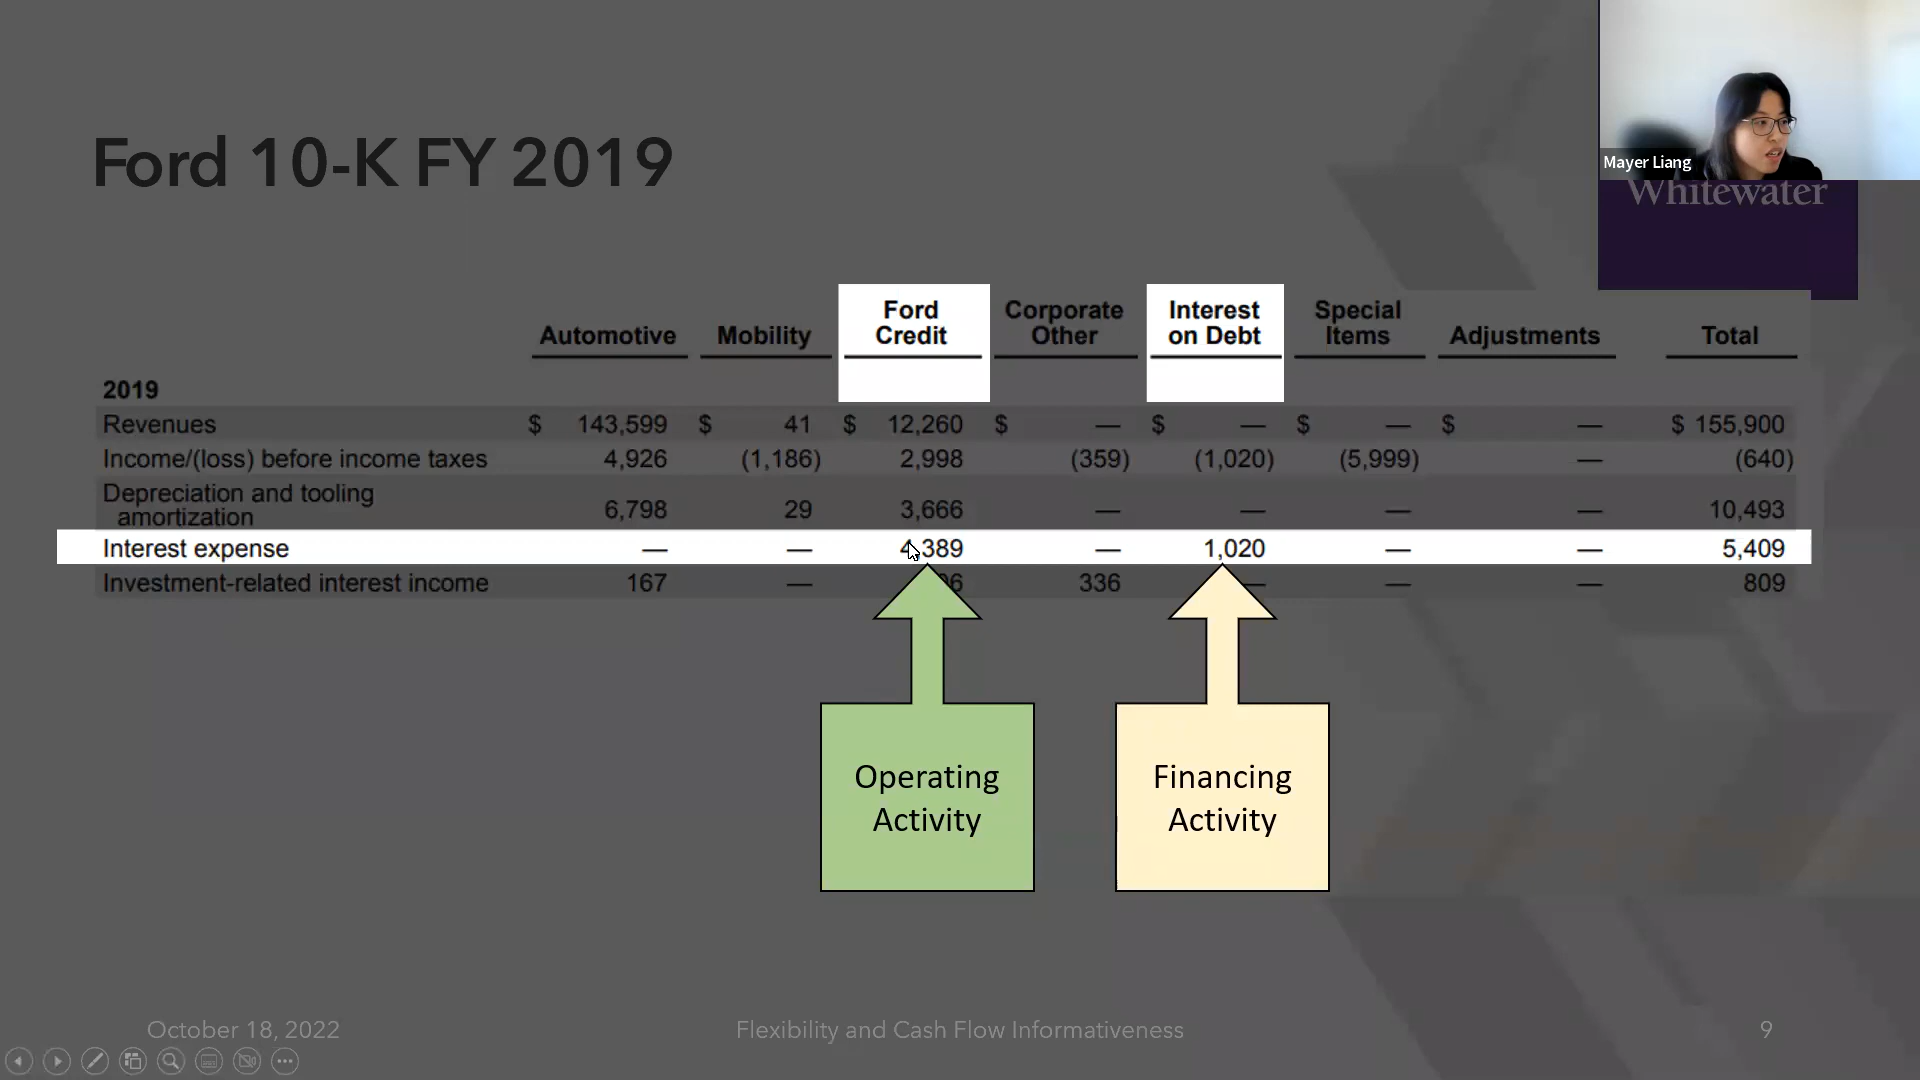 Mayer Liang
Whitewater
Ford 10-K FY 2019
Automotive Mobility Ford Credit Corporate Other Interest on Debt Special Items Adjustments Total
2019
Revenues $ 143,599 $ 41 $ 12,260 $ — $ — $ — $ — $ 155,900
Income/(loss) before income taxes 4,926 (1,186) 2,998 (359) (1,020) (5,999) — (640)
Depreciation and tooling
amortization 6,798 29 3,666 — — — — 10,493
Interest expense — — 4,389 — 1,020 — — 5,409
Investment-related interest income 167 — 336 — — — 809
Operating
Activity
Financing
Activity
October 18, 2022 Flexibility and Cash Flow Informativeness 9